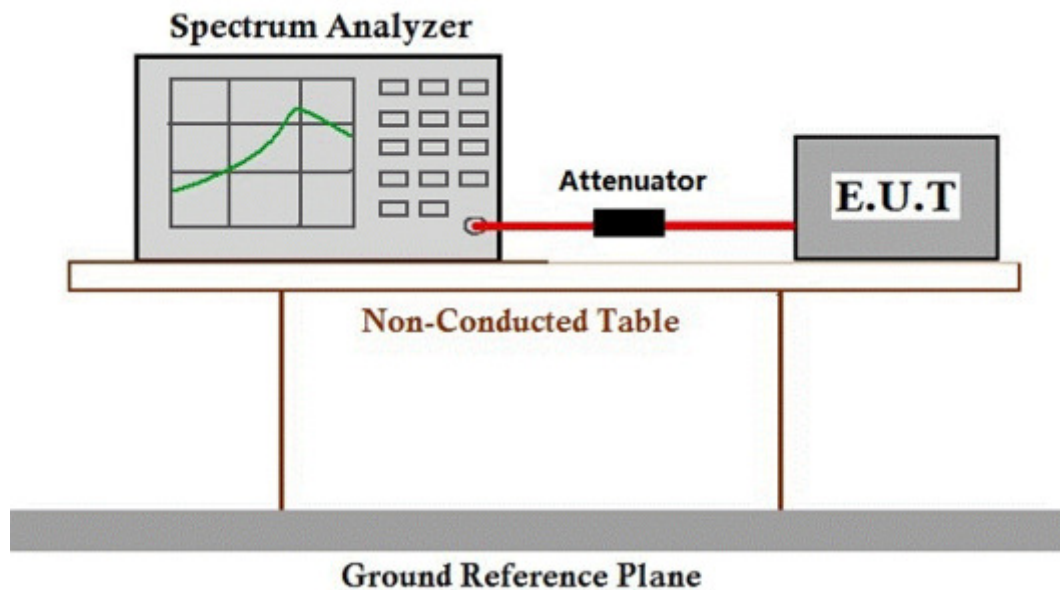 Spectrum Analyzer
Attenuator
E.U.T
Non-Conducted Table
Ground Reference Plane